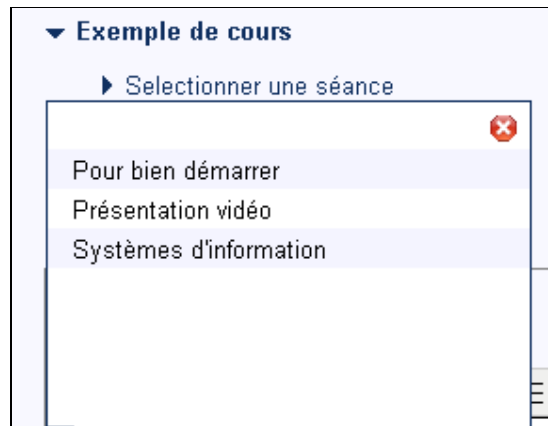 Exemple de cours
Selectionner une séance
Pour bien démarrer
Présentation vidéo
Systèmes d'information